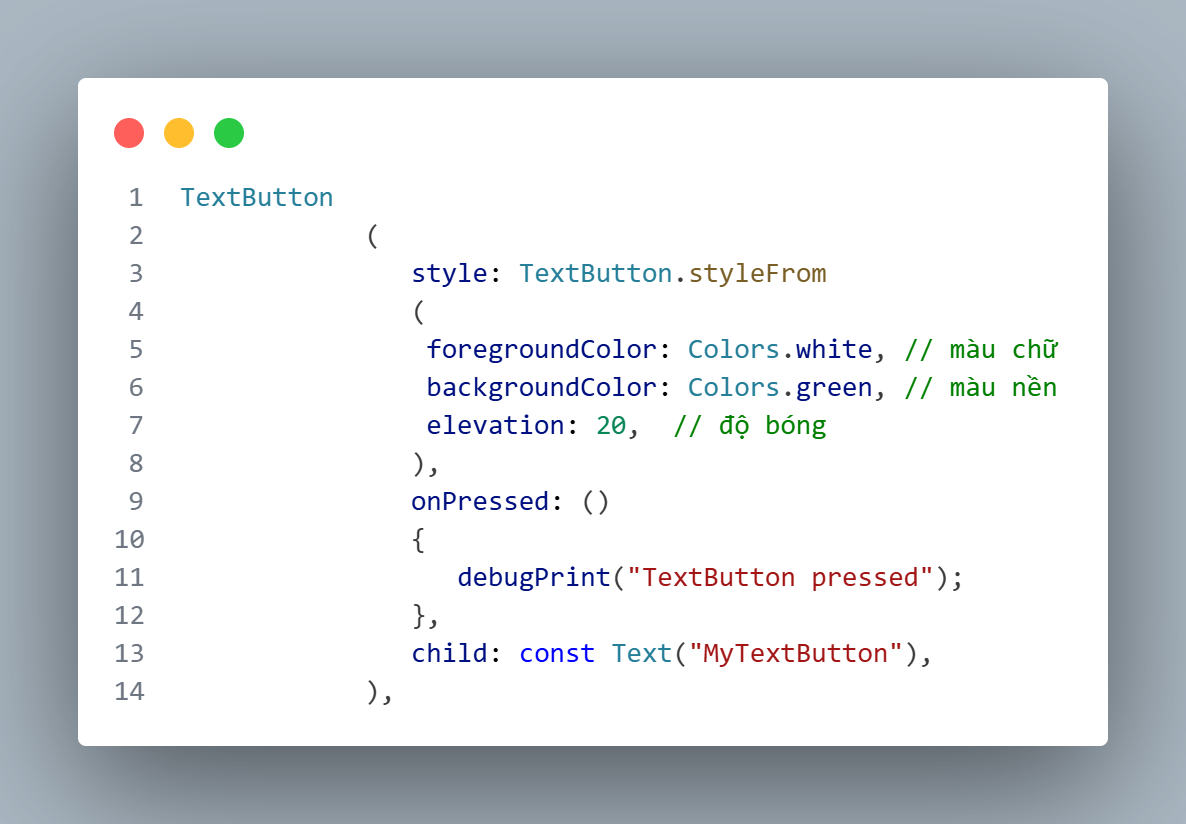 1 TextButton
2 (
3 style: TextButton.styleFrom
4 (
5 foregroundColor: Colors.white, // màu chữ
6 backgroundColor: Colors.green, // màu nền
7 elevation: 20,  // độ bóng
8 ),
9 onPressed: ()
10 {
11 debugPrint("TextButton pressed");
12 },
13 child: const Text("MyTextButton"),
14 ),